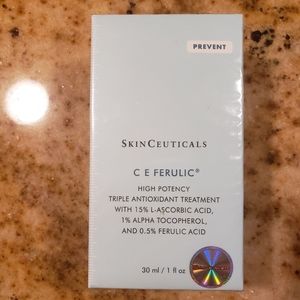 PREVENT
SKINCEUTICALS
C E FERULIC®
HIGH POTENCY
TRIPLE ANTIOXIDANT TREATMENT
WITH 15% L-ASCORBIC ACID,
1% ALPHA TOCOPHEROL,
AND 0.5% FERULIC ACID
30 ml / 1 fl oz